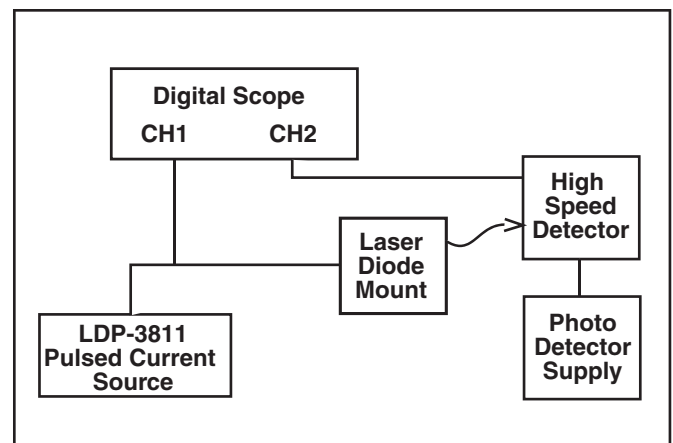 Digital Scope
CH1 CH2
High
Speed
Detector
Laser
Diode
Mount
LDP-3811
Pulsed Current
Source
Photo
Detector
Supply